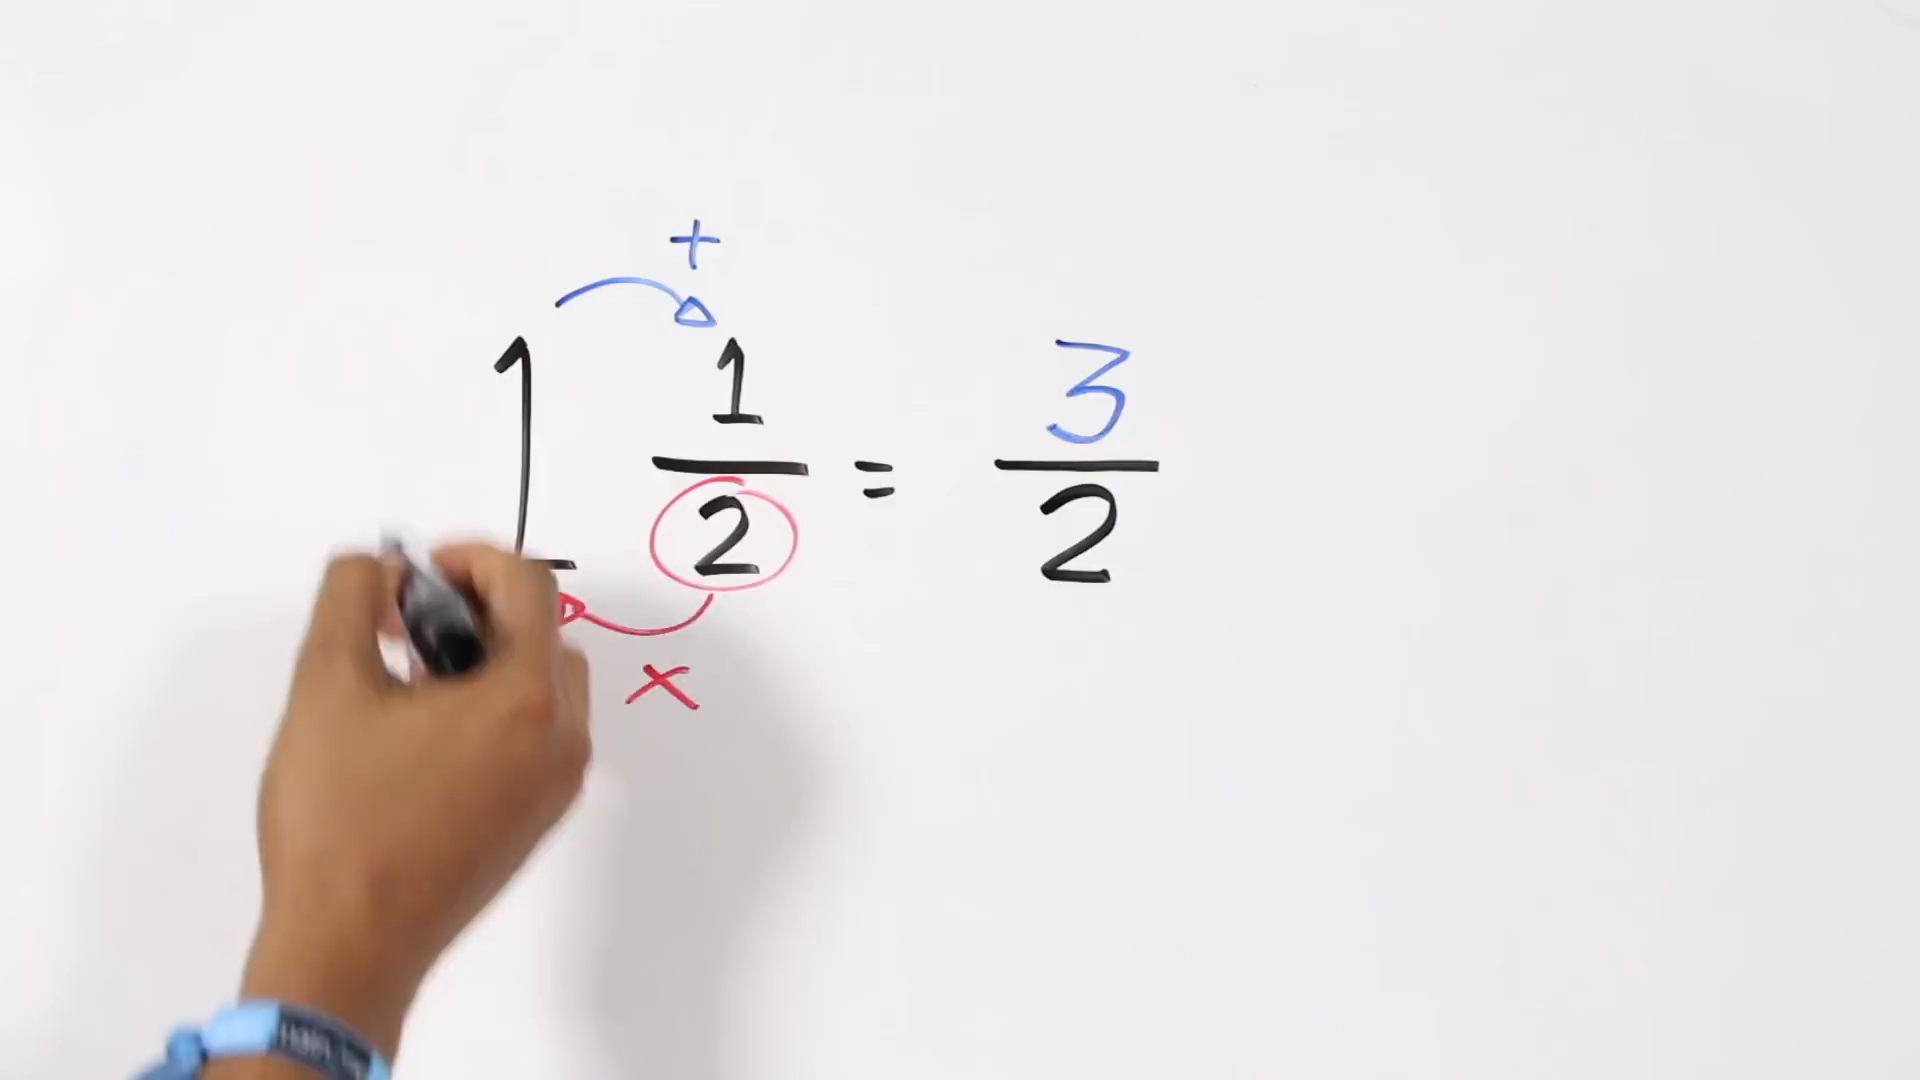 +
1 1/2 = 3/2
x